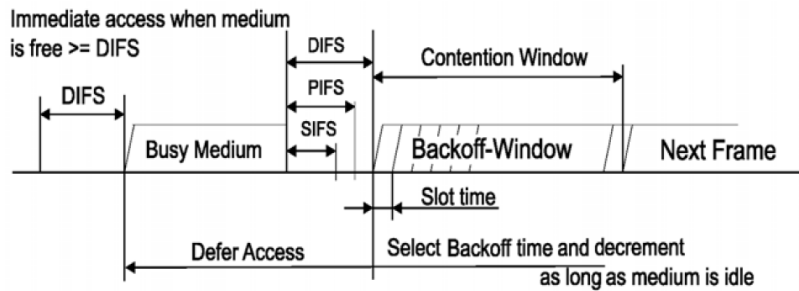 Immediate access when medium
is free >= DIFS
DIFS
DIFS
PIFS
SIFS
Contention Window
Busy Medium
Backoff-Window
Next Frame
Slot time
Defer Access
Select Backoff time and decrement
as long as medium is idle